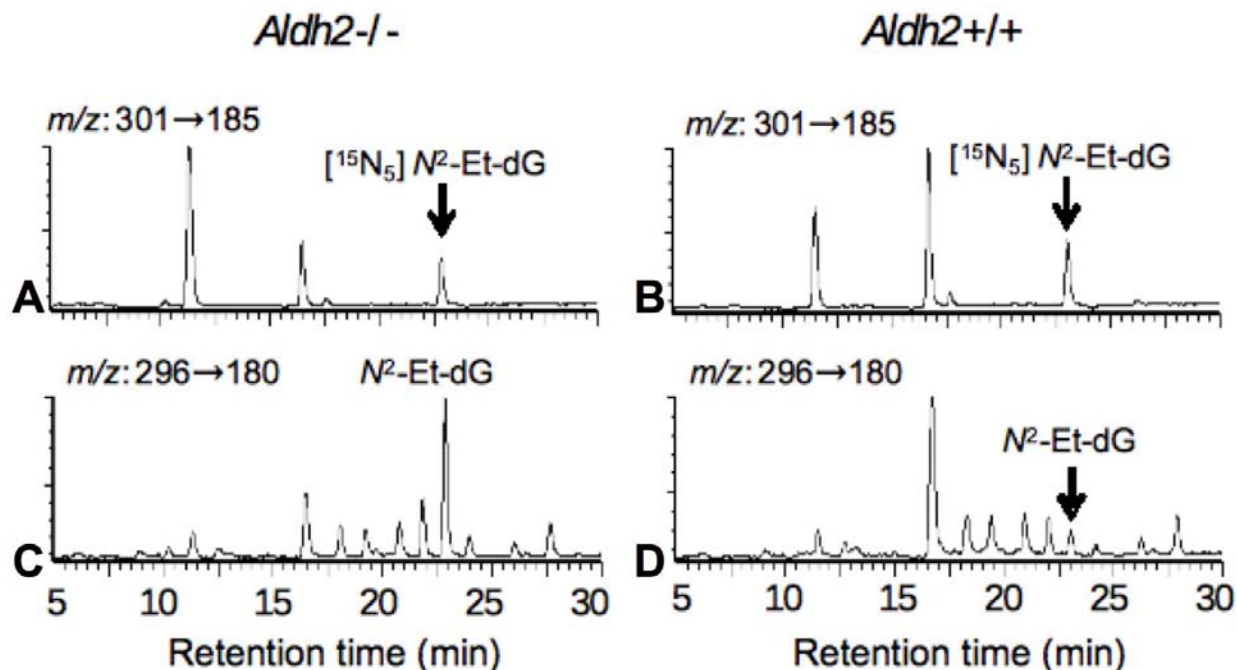 Aldh2-/-
Aldh2+/+
m/z: 301→185
[¹⁵N₅] N²-Et-dG
A
m/z: 301→185
[¹⁵N₅] N²-Et-dG
B
m/z: 296→180
N²-Et-dG
C
m/z: 296→180
N²-Et-dG
D
5 10 15 20 25 30
5 10 15 20 25 30
Retention time (min)
Retention time (min)